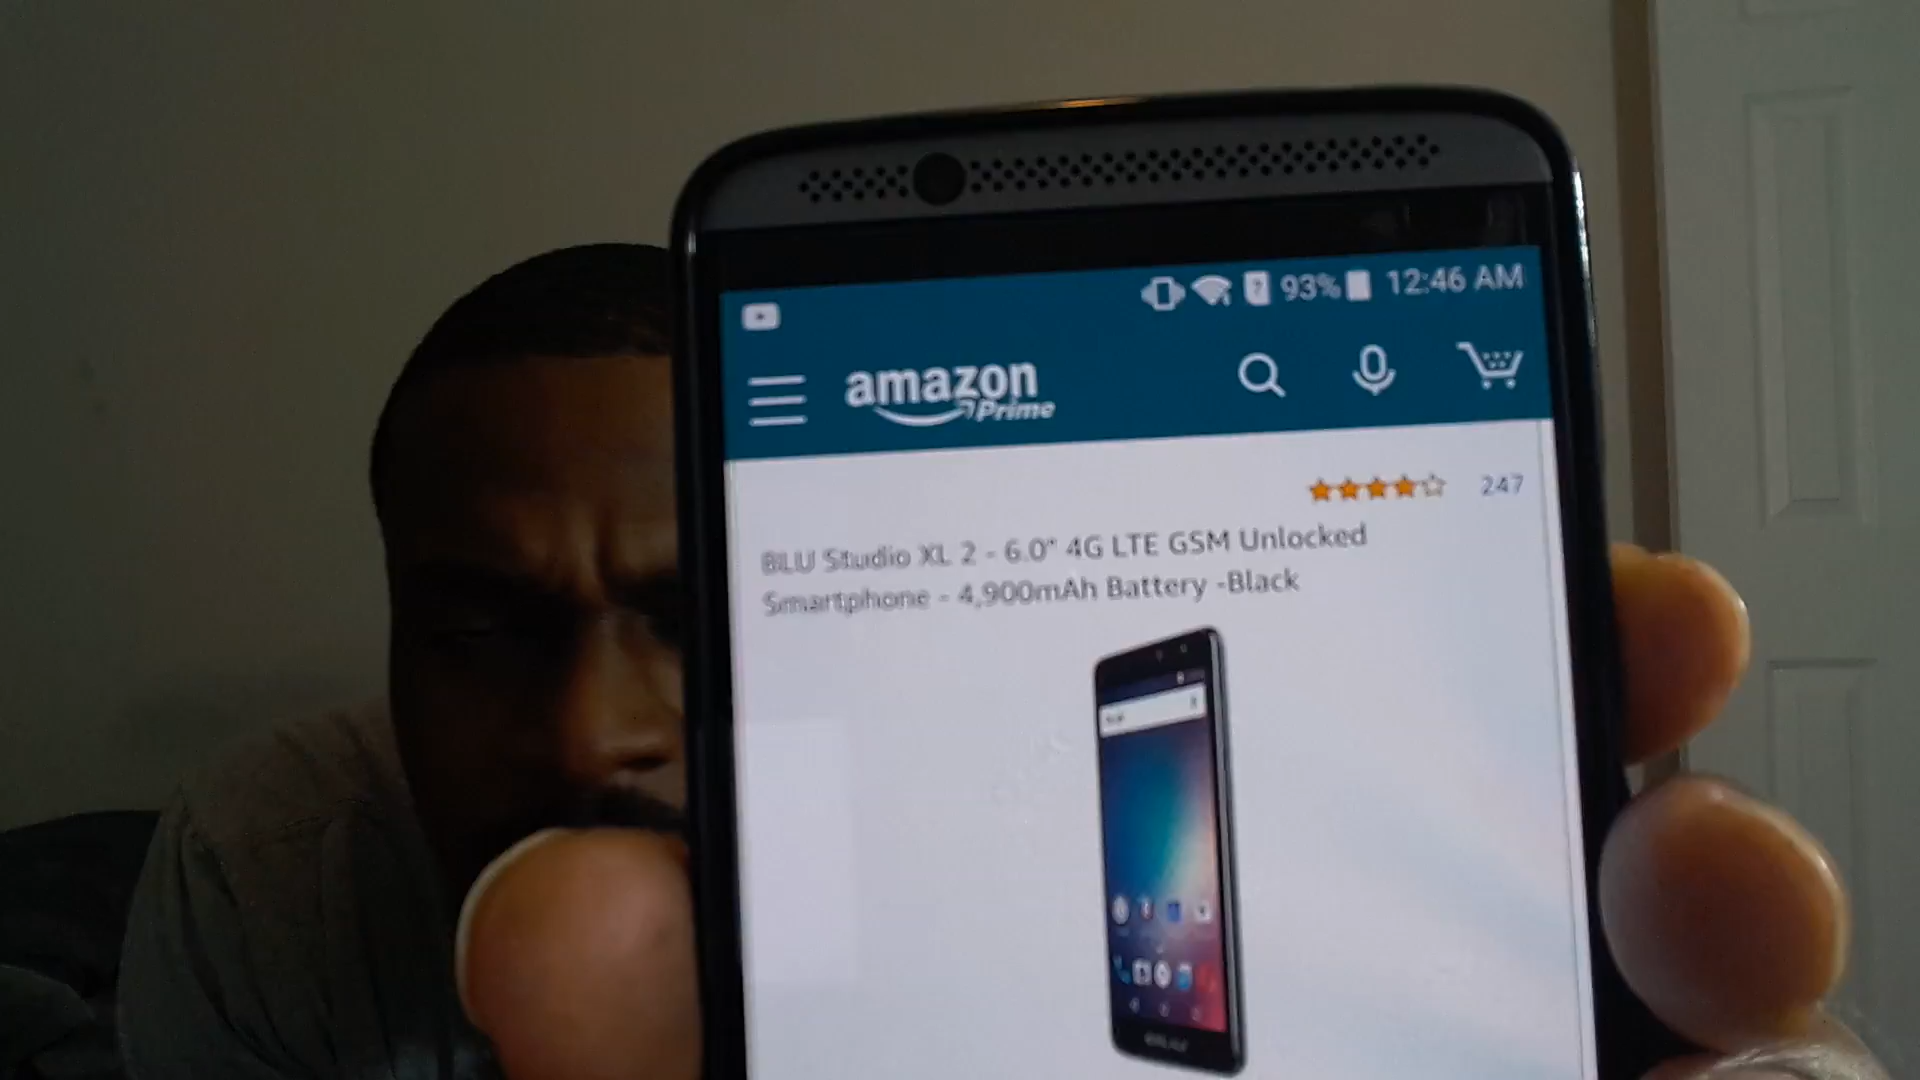 93% 12:46 AM
amazon
Prime
247
BLU Studio XL 2 - 6.0" 4G LTE GSM Unlocked
Smartphone - 4,900mAh Battery -Black
BLU